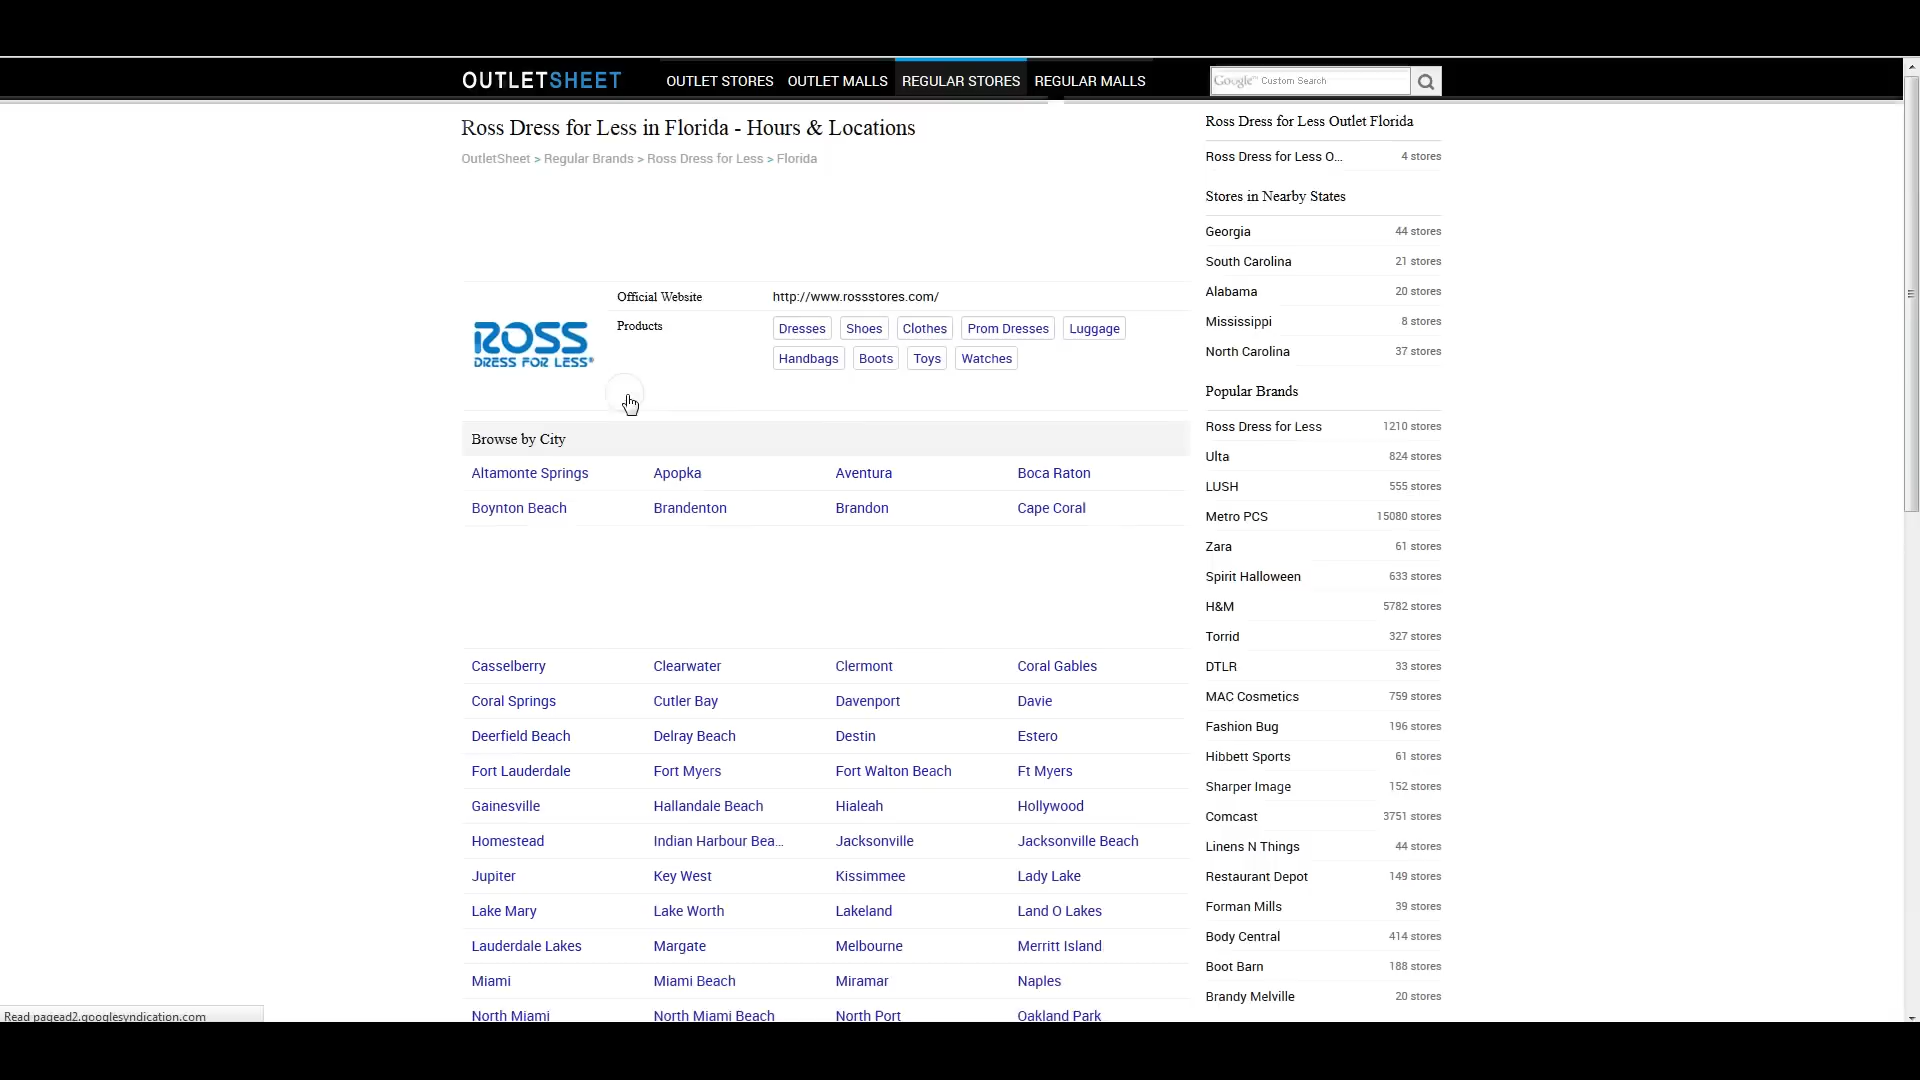 OUTLETSHEET
OUTLET STORES OUTLET MALLS REGULAR STORES REGULAR MALLS
Google™ Custom Search
Ross Dress for Less in Florida - Hours & Locations
OutletSheet > Regular Brands > Ross Dress for Less > Florida
ROSS
DRESS FOR LESS®
Official Website http://www.rossstores.com/
Products Dresses Shoes Clothes Prom Dresses Luggage
Handbags Boots Toys Watches
Browse by City
Altamonte Springs Apopka Aventura Boca Raton
Boynton Beach Brandenton Brandon Cape Coral
Casselberry Clearwater Clermont Coral Gables
Coral Springs Cutler Bay Davenport Davie
Deerfield Beach Delray Beach Destin Estero
Fort Lauderdale Fort Myers Fort Walton Beach Ft Myers
Gainesville Hallandale Beach Hialeah Hollywood
Homestead Indian Harbour Bea... Jacksonville Jacksonville Beach
Jupiter Key West Kissimmee Lady Lake
Lake Mary Lake Worth Lakeland Land O Lakes
Lauderdale Lakes Margate Melbourne Merritt Island
Miami Miami Beach Miramar Naples
North Miami North Miami Beach North Port Oakland Park
Ross Dress for Less Outlet Florida
Ross Dress for Less O... 4 stores
Stores in Nearby States
Georgia 44 stores
South Carolina 21 stores
Alabama 20 stores
Mississippi 8 stores
North Carolina 37 stores
Popular Brands
Ross Dress for Less 1210 stores
Ulta 824 stores
LUSH 555 stores
Metro PCS 15080 stores
Zara 61 stores
Spirit Halloween 633 stores
H&M 5782 stores
Torrid 327 stores
DTLR 33 stores
MAC Cosmetics 759 stores
Fashion Bug 196 stores
Hibbett Sports 61 stores
Sharper Image 152 stores
Comcast 3751 stores
Linens N Things 44 stores
Restaurant Depot 149 stores
Forman Mills 39 stores
Body Central 414 stores
Boot Barn 188 stores
Brandy Melville 20 stores
Read pagead2.googlesyndication.com